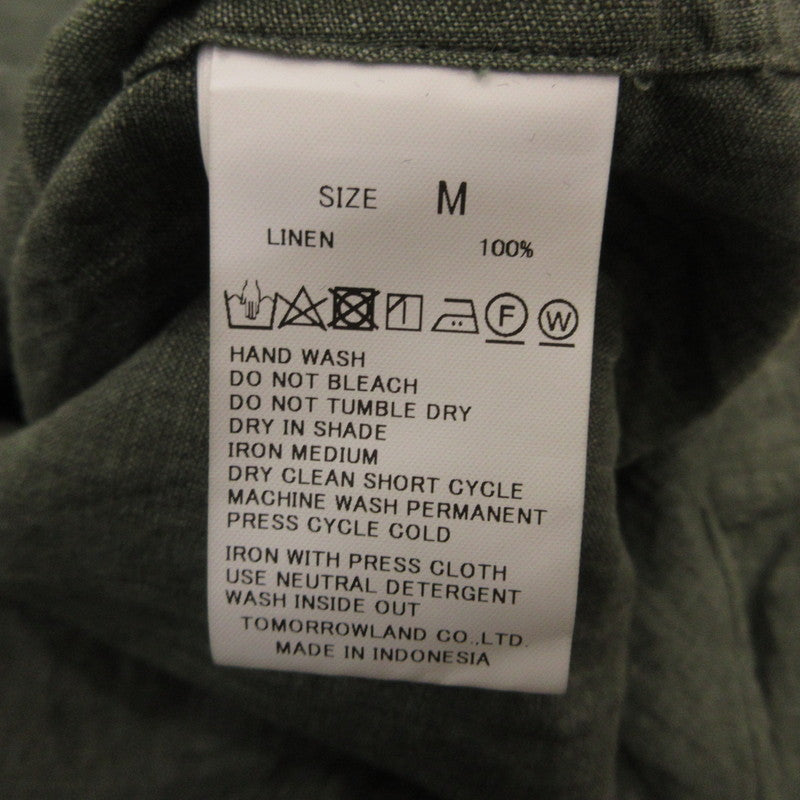 SIZE M
LINEN 100%
F W
HAND WASH
DO NOT BLEACH
DO NOT TUMBLE DRY
DRY IN SHADE
IRON MEDIUM
DRY CLEAN SHORT CYCLE
MACHINE WASH PERMANENT
PRESS CYCLE COLD
IRON WITH PRESS CLOTH
USE NEUTRAL DETERGENT
WASH INSIDE OUT
TOMORROWLAND CO.,LTD.
MADE IN INDONESIA